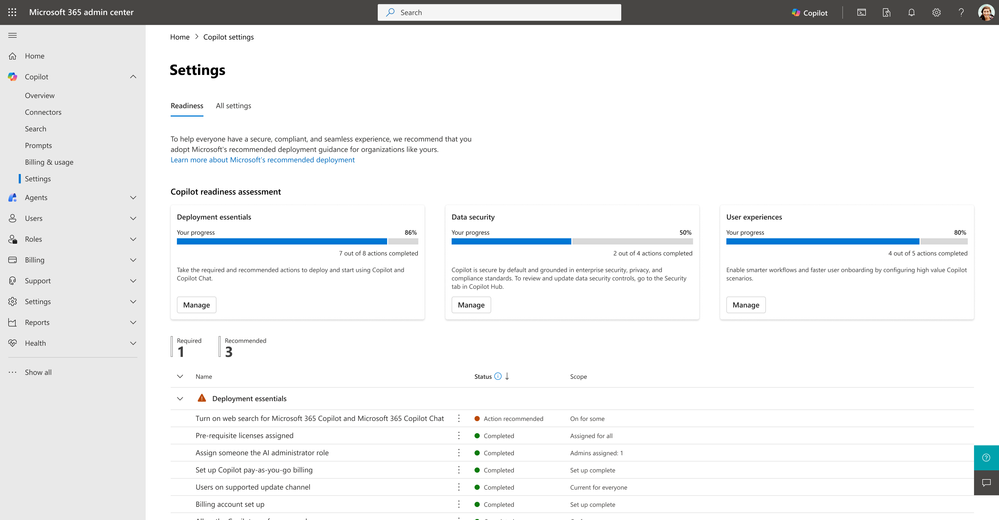 Microsoft 365 admin center
Search
Copilot
?
Home
Copilot
Overview
Connectors
Search
Prompts
Billing & usage
Settings
Agents
Users
Roles
Billing
Support
Settings
Reports
Health
Show all
Home > Copilot settings
Settings
Readiness All settings
To help everyone have a secure, compliant, and seamless experience, we recommend that you
adopt Microsoft's recommended deployment guidance for organizations like yours.
Learn more about Microsoft's recommended deployment
Copilot readiness assessment
Deployment essentials
Your progress 86%
7 out of 8 actions completed
Take the required and recommended actions to deploy and start using Copilot and
Copilot Chat.
Manage
Data security
Your progress 50%
2 out of 4 actions completed
Copilot is secure by default and grounded in enterprise security, privacy, and
compliance standards. To review and update data security controls, go to the Security
tab in Copilot Hub.
Manage
User experiences
Your progress 80%
4 out of 5 actions completed
Enable smarter workflows and faster user onboarding by configuring high value Copilot
scenarios.
Manage
Required
1
Recommended
3
Name Status Scope
Deployment essentials
Turn on web search for Microsoft 365 Copilot and Microsoft 365 Copilot Chat Action recommended On for some
Pre-requisite licenses assigned Completed Assigned for all
Assign someone the AI administrator role Completed Admins assigned: 1
Set up Copilot pay-as-you-go billing Completed Set up complete
Users on supported update channel Completed Current for everyone
Billing account set up Completed Set up complete